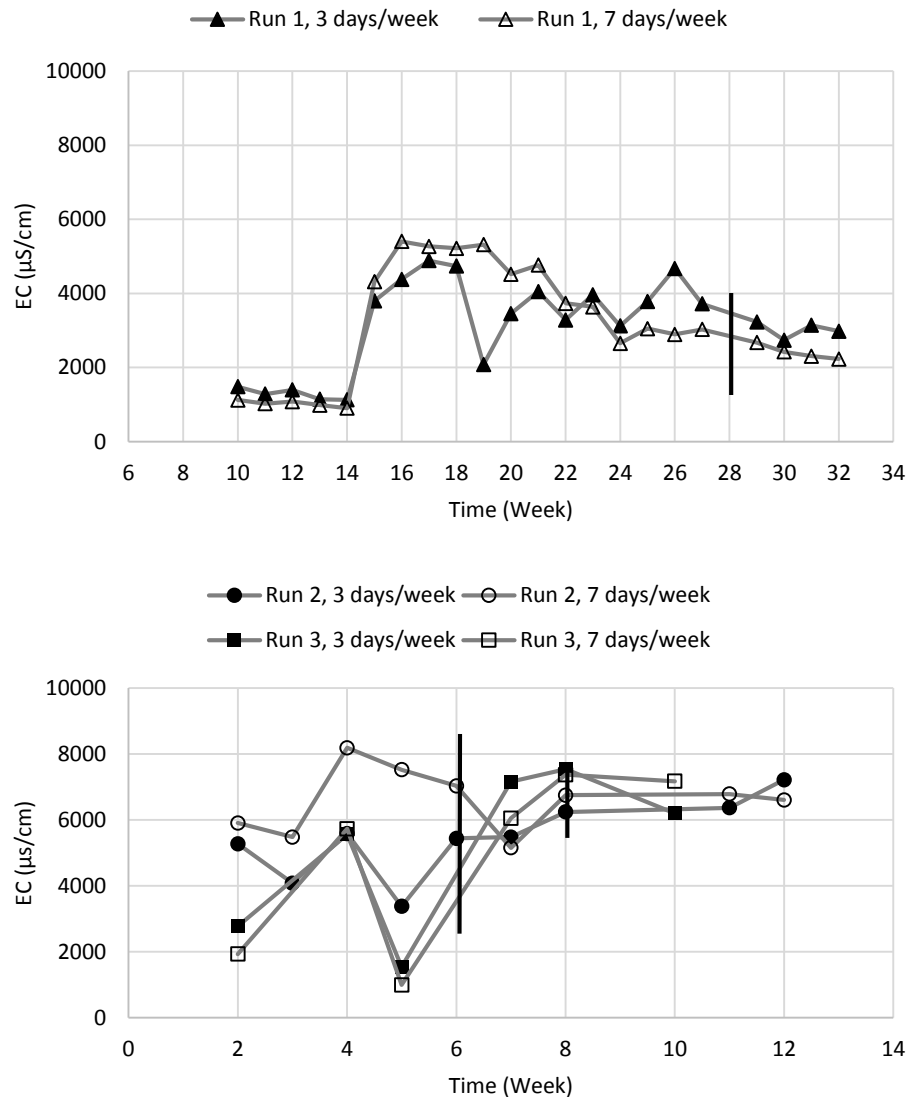 Run 1, 3 days/week Run 1, 7 days/week
10000
8000
6000
4000
2000
0
EC (µS/cm)
6 8 10 12 14 16 18 20 22 24 26 28 30 32 34
Time (Week)
Run 2, 3 days/week Run 2, 7 days/week
Run 3, 3 days/week Run 3, 7 days/week
10000
8000
6000
4000
2000
0
EC (µs/cm)
0 2 4 6 8 10 12 14
Time (Week)